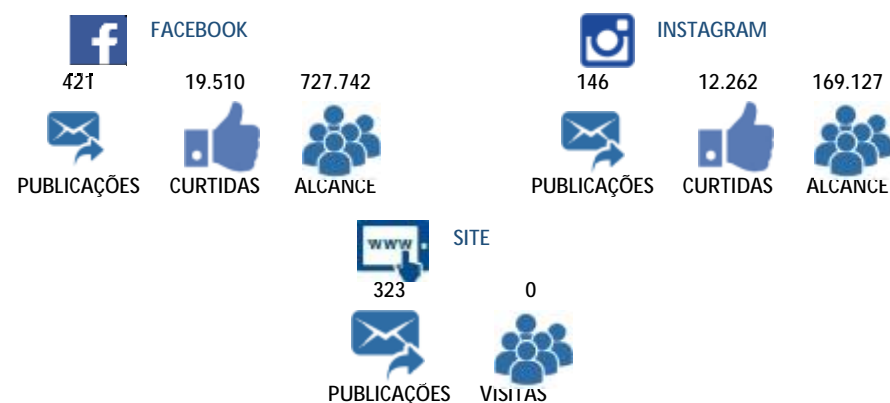 FACEBOOK
421 19.510 727.742
PUBLICAÇÕES CURTIDAS ALCANCE
INSTAGRAM
146 12.262 169.127
PUBLICAÇÕES CURTIDAS ALCANCE
www SITE
323 0
PUBLICAÇÕES VISITAS